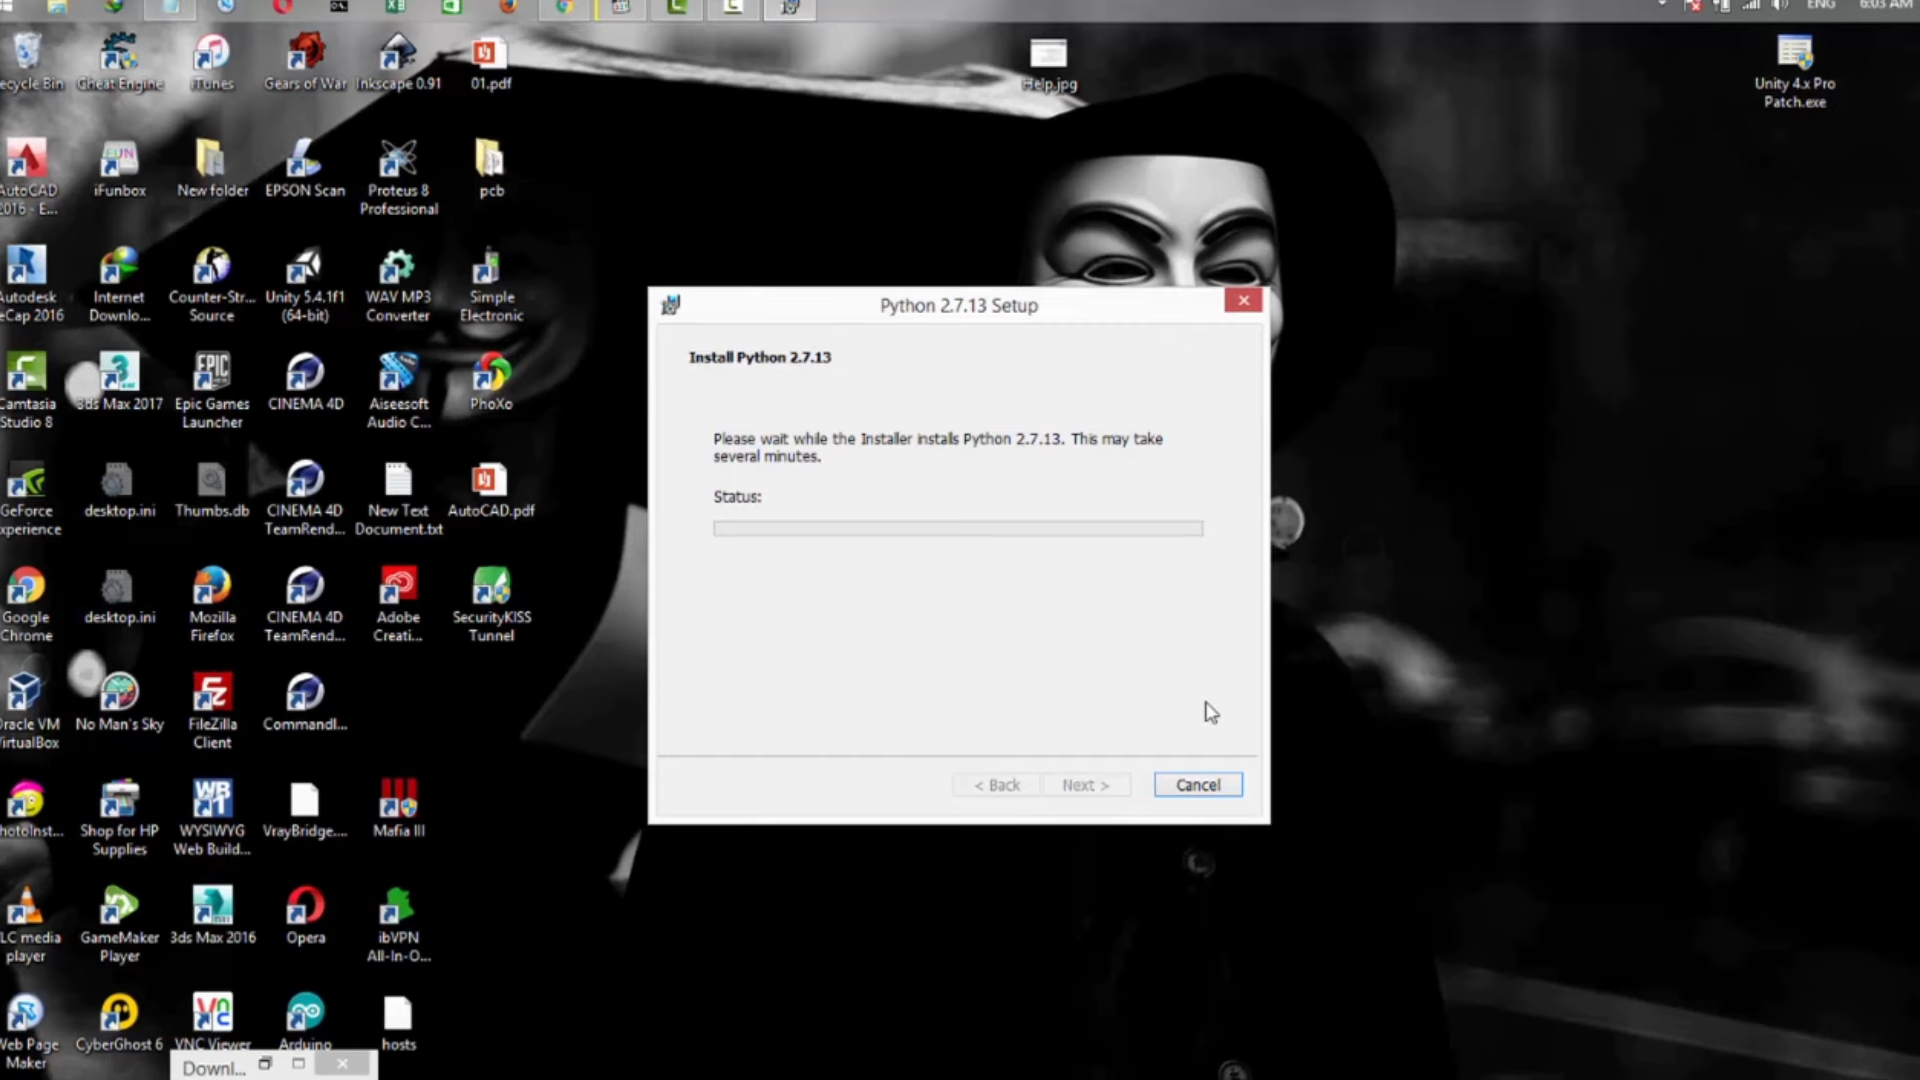 ENG
6:03 AM
ecycle Bin
Cheat Engine
iTunes
Gears of War
Inkscape 0.91
01.pdf
Help.jpg
Unity 4.x Pro
Patch.exe
AutoCAD
2016 - E...
iFunbox
New folder
EPSON Scan
Proteus 8
Professional
pcb
Autodesk
eCap 2016
Internet
Downlo...
Counter-Str...
Source
Unity 5.4.1f1
(64-bit)
WAV MP3
Converter
Simple
Electronic
Camtasia
Studio 8
3ds Max 2017
Epic Games
Launcher
CINEMA 4D
Aiseesoft
Audio C...
PhoXo
GeForce
xperience
desktop.ini
Thumbs.db
CINEMA 4D
TeamRend...
New Text
Document.txt
AutoCAD.pdf
Google
Chrome
desktop.ini
Mozilla
Firefox
CINEMA 4D
TeamRend...
Adobe
Creati...
SecurityKISS
Tunnel
Oracle VM
VirtualBox
No Man's Sky
FileZilla
Client
Commandl...
hotoInst...
Shop for HP
Supplies
WYSIWYG
Web Build...
VrayBridge....
Mafia III
LC media
player
GameMaker
Player
3ds Max 2016
Opera
ibVPN
All-In-O...
Web Page
Maker
CyberGhost 6
VNC Viewer
Arduino
hosts
Downl...
Python 2.7.13 Setup
Install Python 2.7.13
Please wait while the Installer installs Python 2.7.13. This may take
several minutes.
Status:
< Back
Next >
Cancel